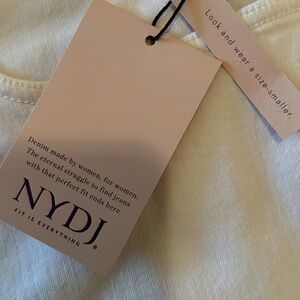 Look and wear a size-smaller.
Denim made by women, for women.
The eternal struggle to find jeans
with that perfect fit ends here.
NYDJ®
FIT IS EVERYTHING